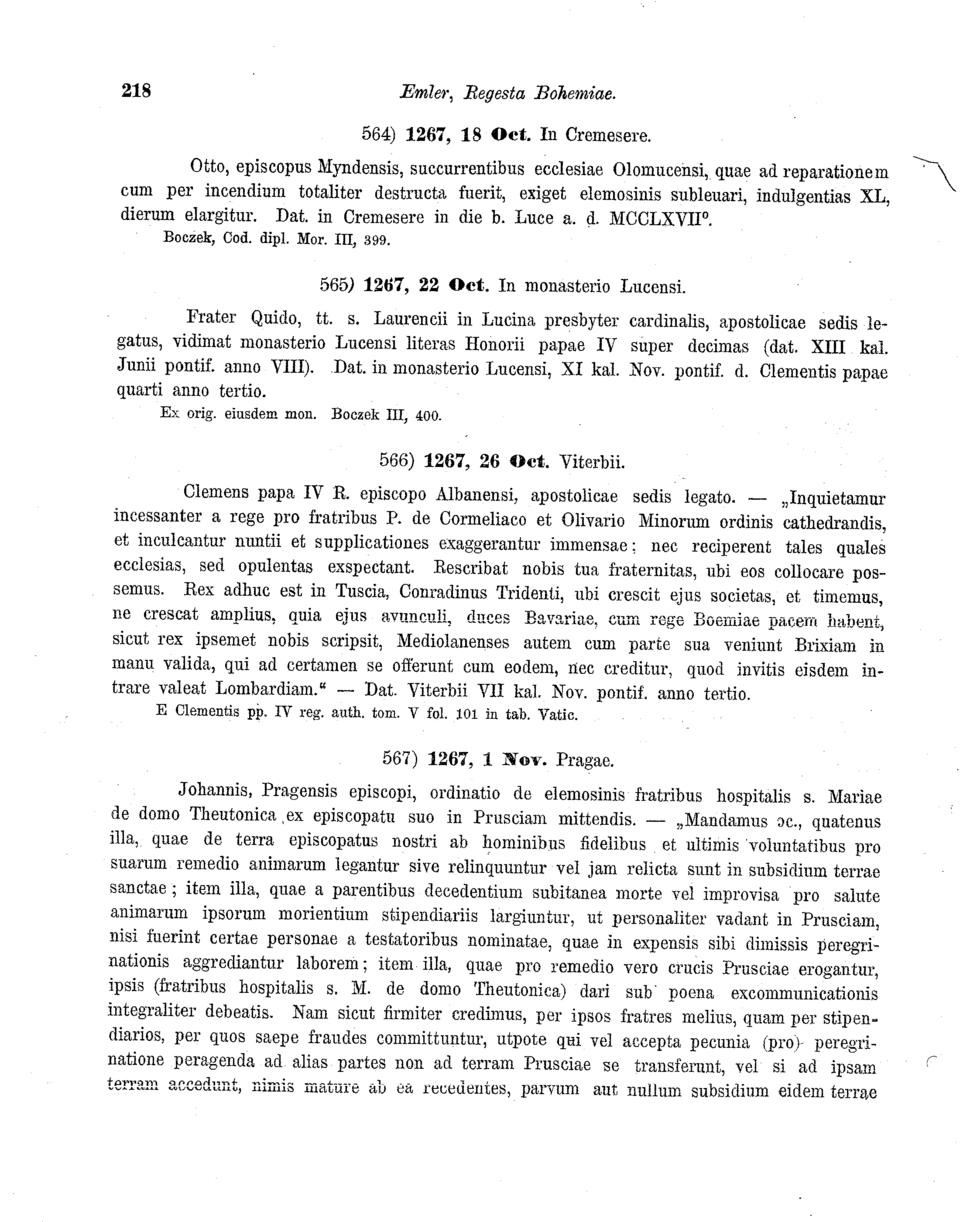 218
Emler, Regesta Bohemiae.
564) 1267, 18 Oct. In Cremesere.
Otto, episcopus Myndensis, succurrentibus ecclesiae Olomucensi, quae ad reparationem
cum per incendium totaliter destructa fuerit, exiget elemosinis subleuari, indulgentias XL,
dierum elargitur. Dat. in Cremesere in die b. Luce a. d. MCCLXVII⁰.
Boczek, Cod. dipl. Mor. III, 399.
565) 1267, 22 Oct. In monasterio Lucensi.
Frater Quido, tt. s. Laurencii in Lucina presbyter cardinalis, apostolicae sedis le-
gatus, vidimat monasterio Lucensi literas Honorii papae IV super decimas (dat. XIII kal.
Junii pontif. anno VIII). Dat. in monasterio Lucensi, XI kal. Nov. pontif. d. Clementis papae
quarti anno tertio.
Ex orig. eiusdem mon. Boczek III, 400.
566) 1267, 26 Oct. Viterbii.
Clemens papa IV R. episcopo Albanensi, apostolicae sedis legato. — „Inquietamur
incessanter a rege pro fratribus P. de Cormeliaco et Olivario Minorum ordinis cathedrandis,
et inculcantur nuntii et supplicationes exaggerantur immensae; nec reciperent tales quales
ecclesias, sed opulentas exspectant. Rescribat nobis tua fraternitas, ubi eos collocare pos-
semus. Rex adhuc est in Tuscia, Conradinus Tridenti, ubi crescit ejus societas, et timemus,
ne crescat amplius, quia ejus avunculi, duces Bavariae, cum rege Boemiae pacem habent,
sicut rex ipsemet nobis scripsit, Mediolanenses autem cum parte sua veniunt Brixiam in
manu valida, qui ad certamen se offerunt cum eodem, nec creditur, quod invitis eisdem in-
trare valeat Lombardiam.“ — Dat. Viterbii VII kal. Nov. pontif. anno tertio.
E Clementis pp. IV reg. auth. tom. V fol. 101 in tab. Vatic.
567) 1267, 1 Nov. Pragae.
Johannis, Pragensis episcopi, ordinatio de elemosinis fratribus hospitalis s. Mariae
de domo Theutonica ex episcopatu suo in Prusciam mittendis. — „Mandamus ɔc., quatenus
illa, quae de terra episcopatus nostri ab hominibus fidelibus et ultimis voluntatibus pro
suarum remedio animarum legantur sive relinquuntur vel jam relicta sunt in subsidium terrae
sanctae; item illa, quae a parentibus decedentium subitanea morte vel improvisa pro salute
animarum ipsorum morientium stipendiariis largiuntur, ut personaliter vadant in Prusciam,
nisi fuerint certae personae a testatoribus nominatae, quae in expensis sibi dimissis peregri-
nationis aggrediantur laborem; item illa, quae pro remedio vero crucis Prusciae erogantur,
ipsis (fratribus hospitalis s. M. de domo Theutonica) dari sub poena excommunicationis
integraliter debeatis. Nam sicut firmiter credimus, per ipsos fratres melius, quam per stipen-
diarios, per quos saepe fraudes committuntur, utpote qui vel accepta pecunia (pro) peregri-
natione peragenda ad alias partes non ad terram Prusciae se transferunt, vel si ad ipsam
terram accedunt, nimis mature ab ea recedentes, parvum aut nullum subsidium eidem terrae